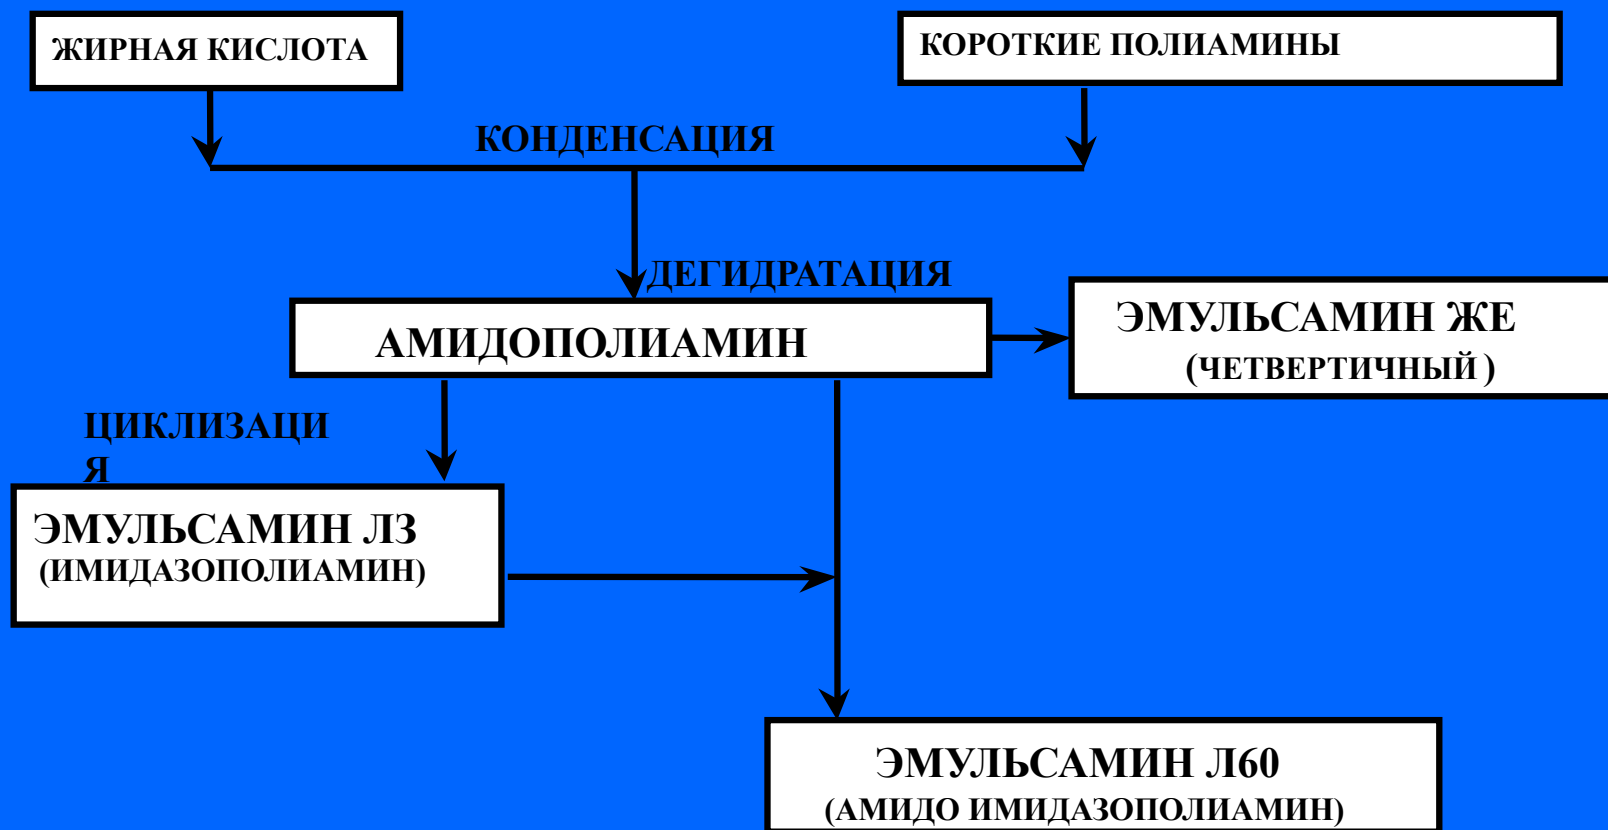 ЖИРНАЯ КИСЛОТА
КОРОТКИЕ ПОЛИАМИНЫ
КОНДЕНСАЦИЯ
ДЕГИДРАТАЦИЯ
АМИДОПОЛИАМИН
ЭМУЛЬСАМИН ЖЕ
(ЧЕТВЕРТИЧНЫЙ )
ЦИКЛИЗАЦИ
Я
ЭМУЛЬСАМИН ЛЗ
(ИМИДАЗОПОЛИАМИН)
ЭМУЛЬСАМИН Л60
(АМИДО ИМИДАЗОПОЛИАМИН)